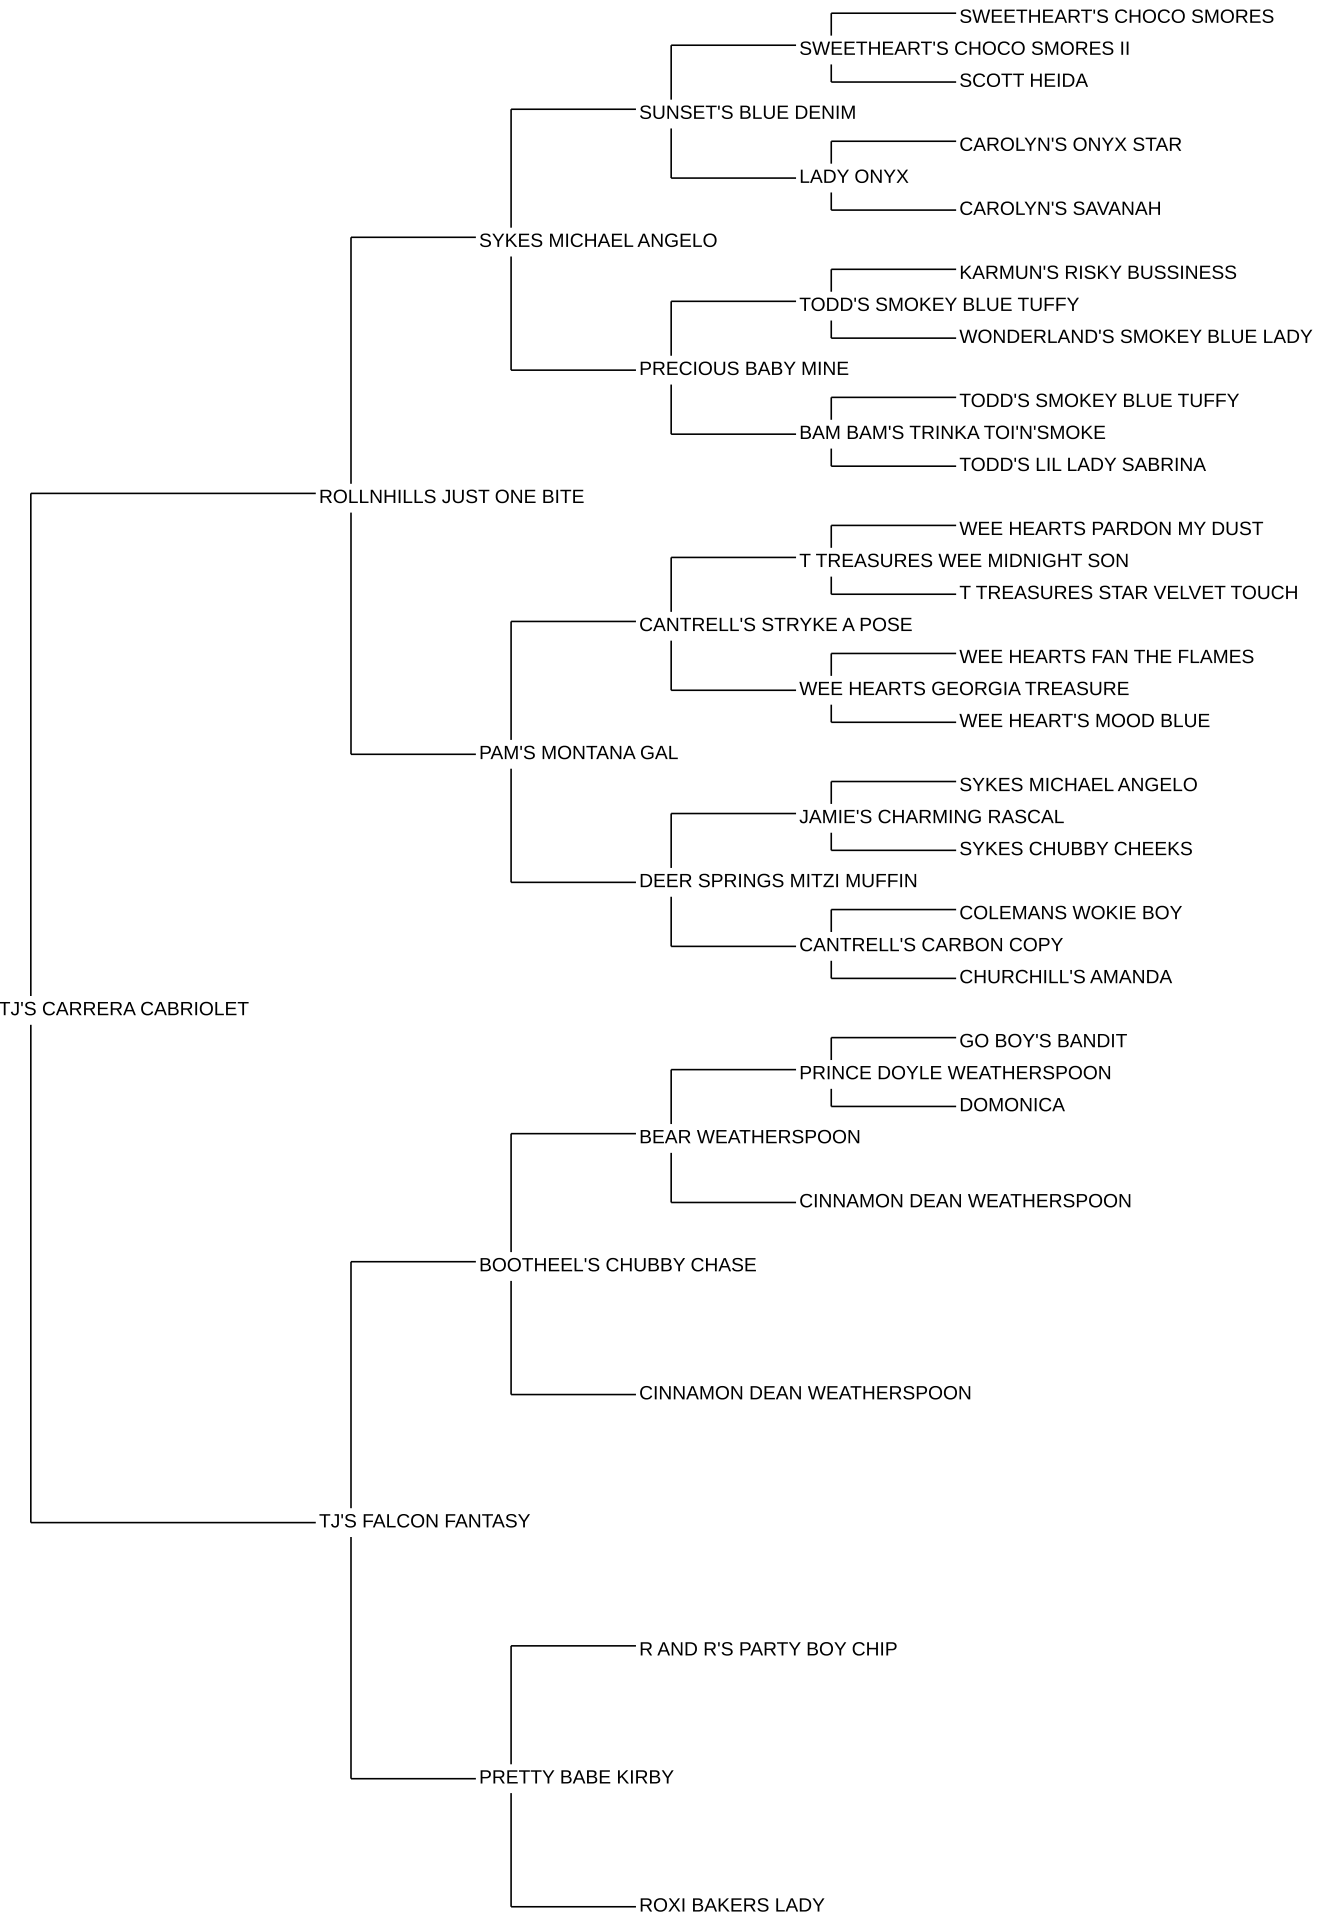 SWEETHEART'S CHOCO SMORES
SWEETHEART'S CHOCO SMORES II
SCOTT HEIDA
SUNSET'S BLUE DENIM
CAROLYN'S ONYX STAR
LADY ONYX
CAROLYN'S SAVANAH
SYKES MICHAEL ANGELO
KARMUN'S RISKY BUSSINESS
TODD'S SMOKEY BLUE TUFFY
WONDERLAND'S SMOKEY BLUE LADY
PRECIOUS BABY MINE
TODD'S SMOKEY BLUE TUFFY
BAM BAM'S TRINKA TOI'N'SMOKE
TODD'S LIL LADY SABRINA
ROLLNHILLS JUST ONE BITE
WEE HEARTS PARDON MY DUST
T TREASURES WEE MIDNIGHT SON
T TREASURES STAR VELVET TOUCH
CANTRELL'S STRYKE A POSE
WEE HEARTS FAN THE FLAMES
WEE HEARTS GEORGIA TREASURE
WEE HEART'S MOOD BLUE
PAM'S MONTANA GAL
SYKES MICHAEL ANGELO
JAMIE'S CHARMING RASCAL
SYKES CHUBBY CHEEKS
DEER SPRINGS MITZI MUFFIN
COLEMANS WOKIE BOY
CANTRELL'S CARBON COPY
CHURCHILL'S AMANDA
TJ'S CARRERA CABRIOLET
GO BOY'S BANDIT
PRINCE DOYLE WEATHERSPOON
DOMONICA
BEAR WEATHERSPOON
CINNAMON DEAN WEATHERSPOON
BOOTHEEL'S CHUBBY CHASE
CINNAMON DEAN WEATHERSPOON
TJ'S FALCON FANTASY
R AND R'S PARTY BOY CHIP
PRETTY BABE KIRBY
ROXI BAKERS LADY